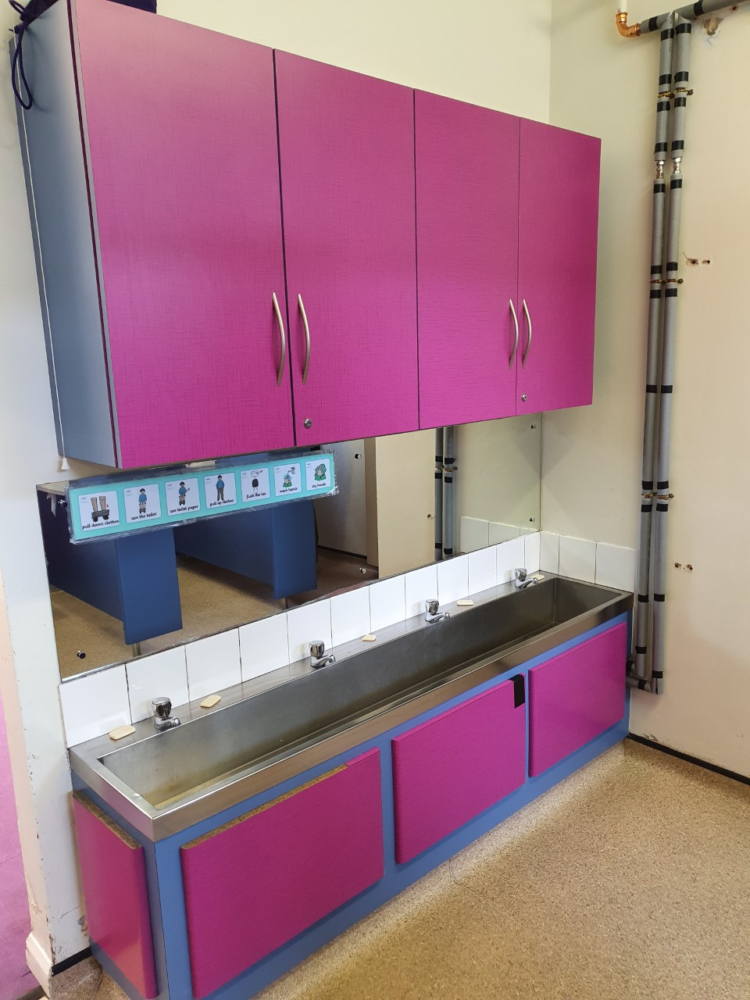 pull down clothes
use the toilet
use toilet paper
pull up clothes
flush the loo
wash hands
dry hands